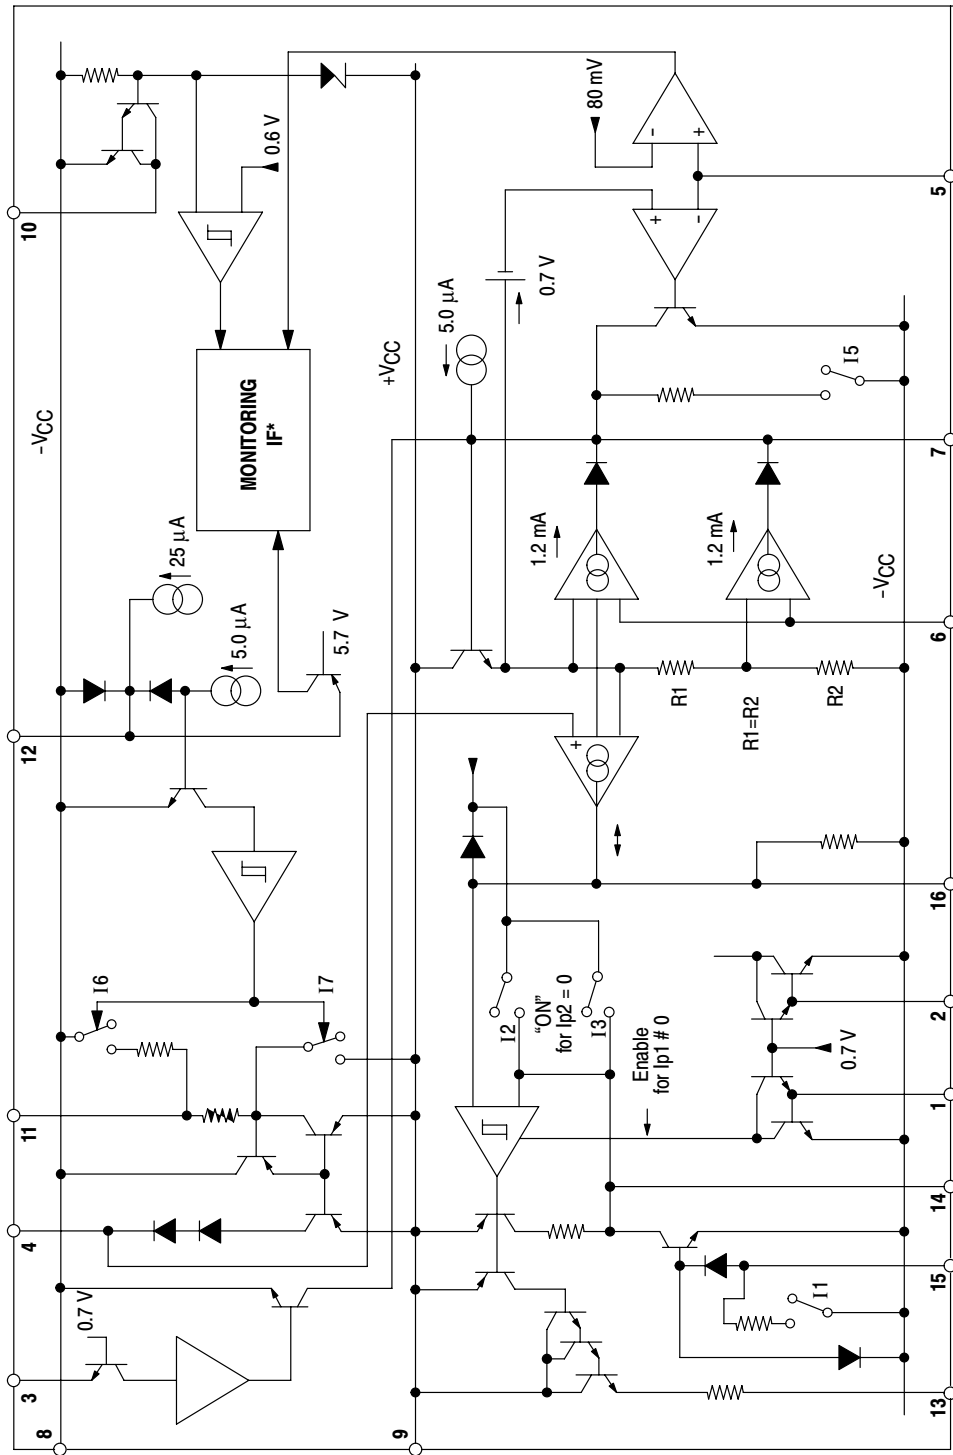 10
12
11
4
3
8
-VCC
0.6 V
MONITORING
IF*
25 µA
5.0 µA
5.7 V
I6
I7
0.7 V
9
+VCC
80 mV
-
+
+
-
0.7 V
5.0 µA
I5
1.2 mA
1.2 mA
-VCC
R1
R1=R2
R2
+
I2
"ON"
for Ip2 = 0
I3
Enable
for Ip1 # 0
0.7 V
I1
5
7
6
16
2
1
14
15
13